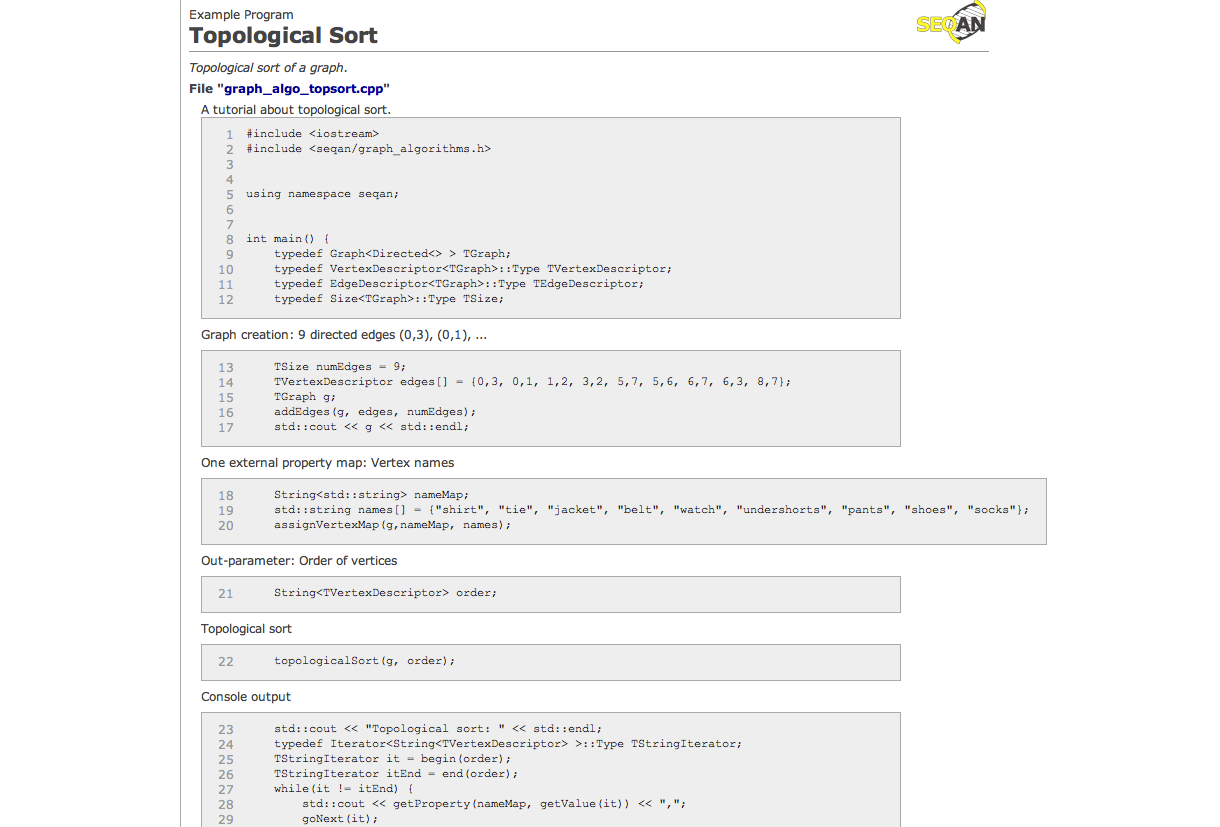 Example Program
SEQAN
Topological Sort
Topological sort of a graph.
File "graph_algo_topsort.cpp"
A tutorial about topological sort.
1 #include <iostream>
2 #include <seqan/graph_algorithms.h>
3
4
5 using namespace seqan;
6
7
8 int main() {
9 typedef Graph<Directed<> > TGraph;
10 typedef VertexDescriptor<TGraph>::Type TVertexDescriptor;
11 typedef EdgeDescriptor<TGraph>::Type TEdgeDescriptor;
12 typedef Size<TGraph>::Type TSize;
Graph creation: 9 directed edges (0,3), (0,1), ...
13 TSize numEdges = 9;
14 TVertexDescriptor edges[] = {0,3, 0,1, 1,2, 3,2, 5,7, 5,6, 6,7, 6,3, 8,7};
15 TGraph g;
16 addEdges(g, edges, numEdges);
17 std::cout << g << std::endl;
One external property map: Vertex names
18 String<std::string> nameMap;
19 std::string names[] = {"shirt", "tie", "jacket", "belt", "watch", "undershorts", "pants", "shoes", "socks"};
20 assignVertexMap(g,nameMap, names);
Out-parameter: Order of vertices
21 String<TVertexDescriptor> order;
Topological sort
22 topologicalSort(g, order);
Console output
23 std::cout << "Topological sort: " << std::endl;
24 typedef Iterator<String<TVertexDescriptor> >::Type TStringIterator;
25 TStringIterator it = begin(order);
26 TStringIterator itEnd = end(order);
27 while(it != itEnd) {
28 std::cout << getProperty(nameMap, getValue(it)) << ",";
29 goNext(it);